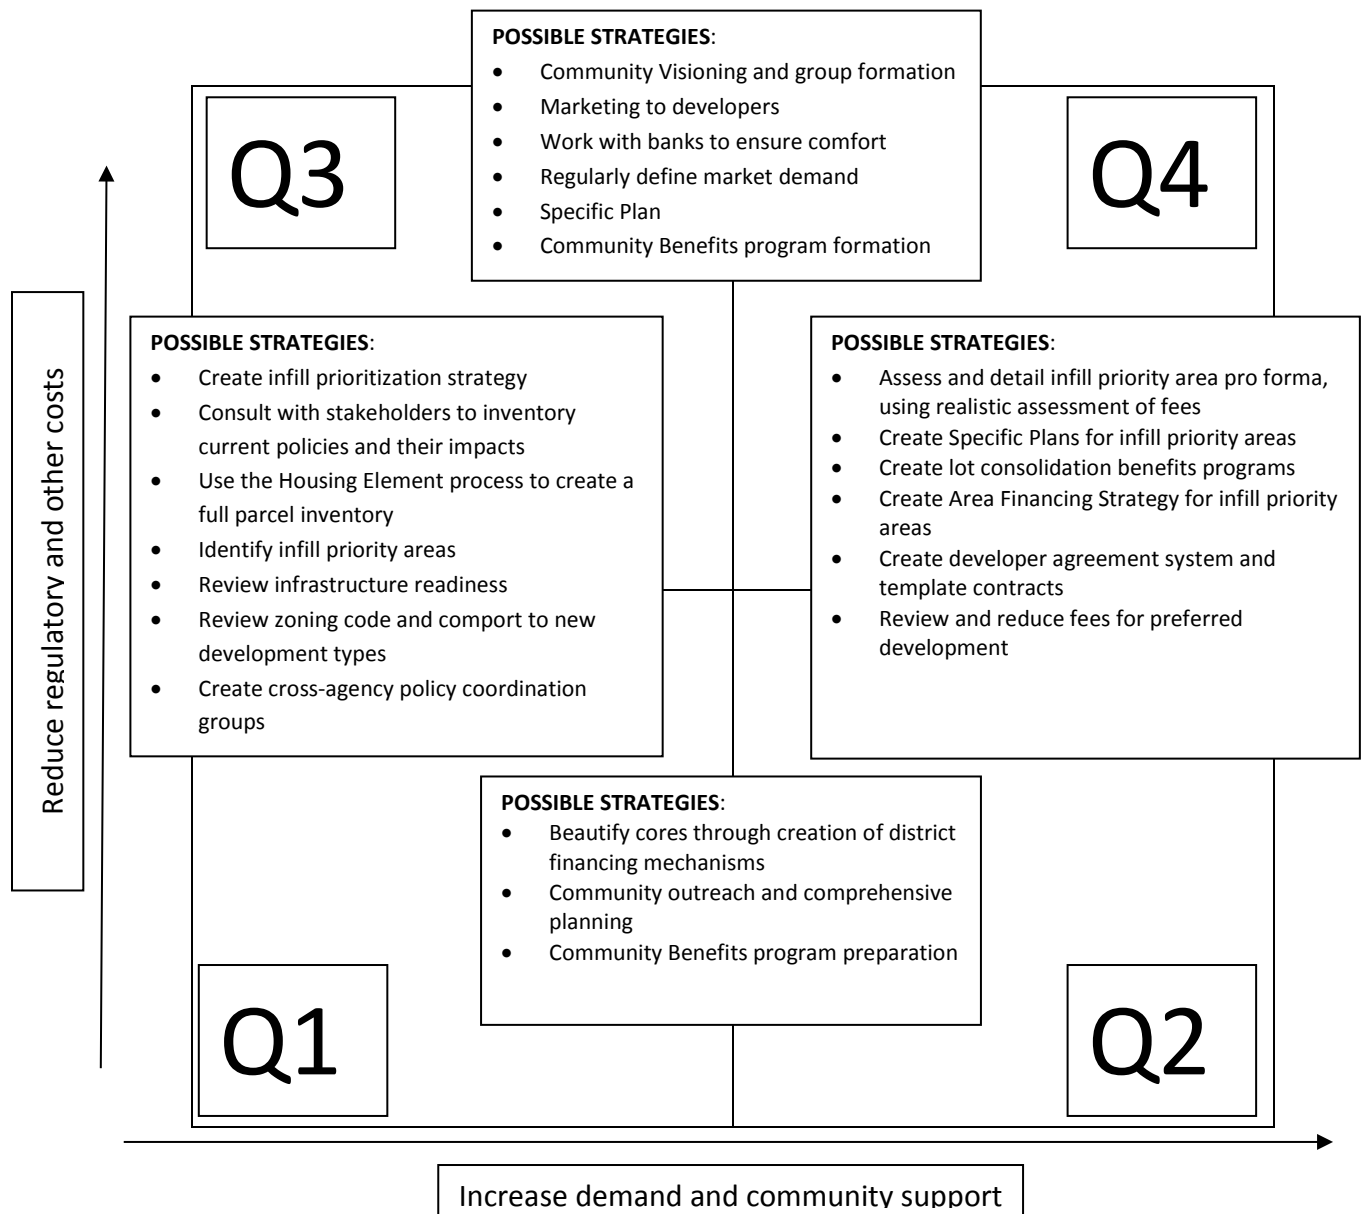 POSSIBLE STRATEGIES:
• Community Visioning and group formation
• Marketing to developers
• Work with banks to ensure comfort
• Regularly define market demand
• Specific Plan
• Community Benefits program formation
Q3
Q4
Reduce regulatory and other costs
POSSIBLE STRATEGIES:
• Create infill prioritization strategy
• Consult with stakeholders to inventory
current policies and their impacts
• Use the Housing Element process to create a
full parcel inventory
• Identify infill priority areas
• Review infrastructure readiness
• Review zoning code and comport to new
development types
• Create cross-agency policy coordination
groups
POSSIBLE STRATEGIES:
• Assess and detail infill priority area pro forma,
using realistic assessment of fees
• Create Specific Plans for infill priority areas
• Create lot consolidation benefits programs
• Create Area Financing Strategy for infill priority
areas
• Create developer agreement system and
template contracts
• Review and reduce fees for preferred
development
POSSIBLE STRATEGIES:
• Beautify cores through creation of district
financing mechanisms
• Community outreach and comprehensive
planning
• Community Benefits program preparation
Q1
Q2
Increase demand and community support